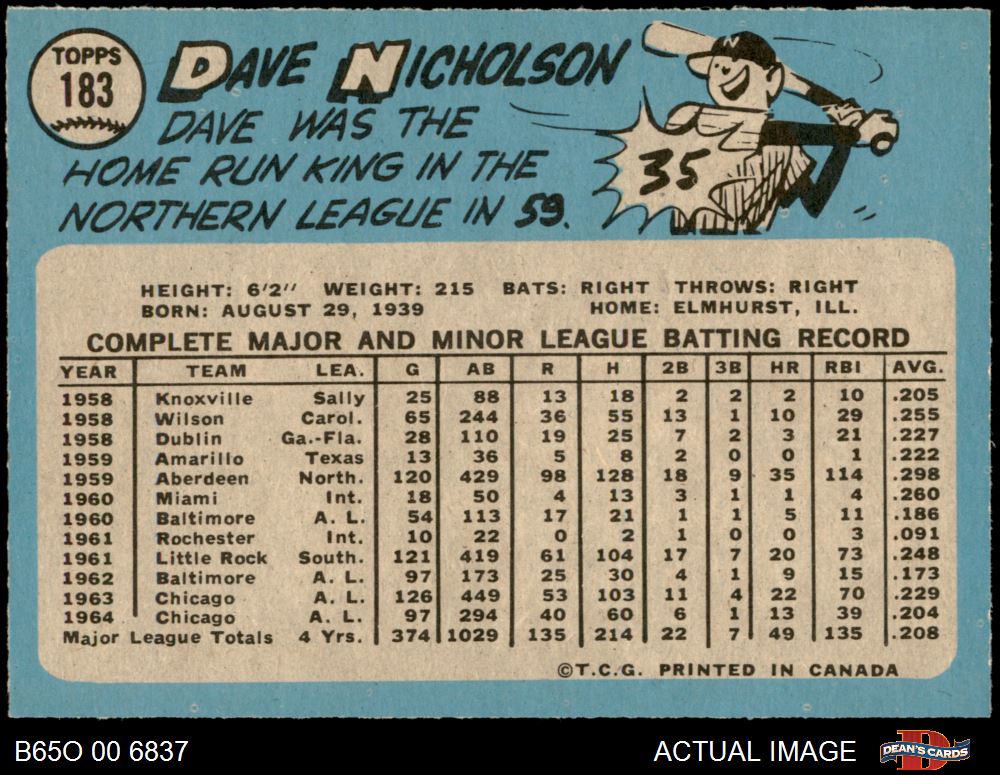 TOPPS
183
DAVE NICHOLSON
DAVE WAS THE
HOME RUN KING IN THE
NORTHERN LEAGUE IN 59.
N
35
HEIGHT: 6'2" WEIGHT: 215 BATS: RIGHT THROWS: RIGHT
BORN: AUGUST 29, 1939 HOME: ELMHURST, ILL.
COMPLETE MAJOR AND MINOR LEAGUE BATTING RECORD
YEAR TEAM LEA. G AB R H 2B 3B HR RBI AVG.
1958 Knoxville Sally 25 88 13 18 2 2 2 10 .205
1958 Wilson Carol. 65 244 36 55 13 1 10 29 .255
1958 Dublin Ga.-Fla. 28 110 19 25 7 2 3 21 .227
1959 Amarillo Texas 13 36 5 8 2 0 0 1 .222
1959 Aberdeen North. 120 429 98 128 18 9 35 114 .298
1960 Miami Int. 18 50 4 13 3 1 1 4 .260
1960 Baltimore A. L. 54 113 17 21 1 1 5 11 .186
1961 Rochester Int. 10 22 0 2 1 0 0 3 .091
1961 Little Rock South. 121 419 61 104 17 7 20 73 .248
1962 Baltimore A. L. 97 173 25 30 4 1 9 15 .173
1963 Chicago A. L. 126 449 53 103 11 4 22 70 .229
1964 Chicago A. L. 97 294 40 60 6 1 13 39 .204
Major League Totals 4 Yrs. 374 1029 135 214 22 7 49 135 .208
©T.C.G. PRINTED IN CANADA
B65O 00 6837 ACTUAL IMAGE DEAN'S CARDS